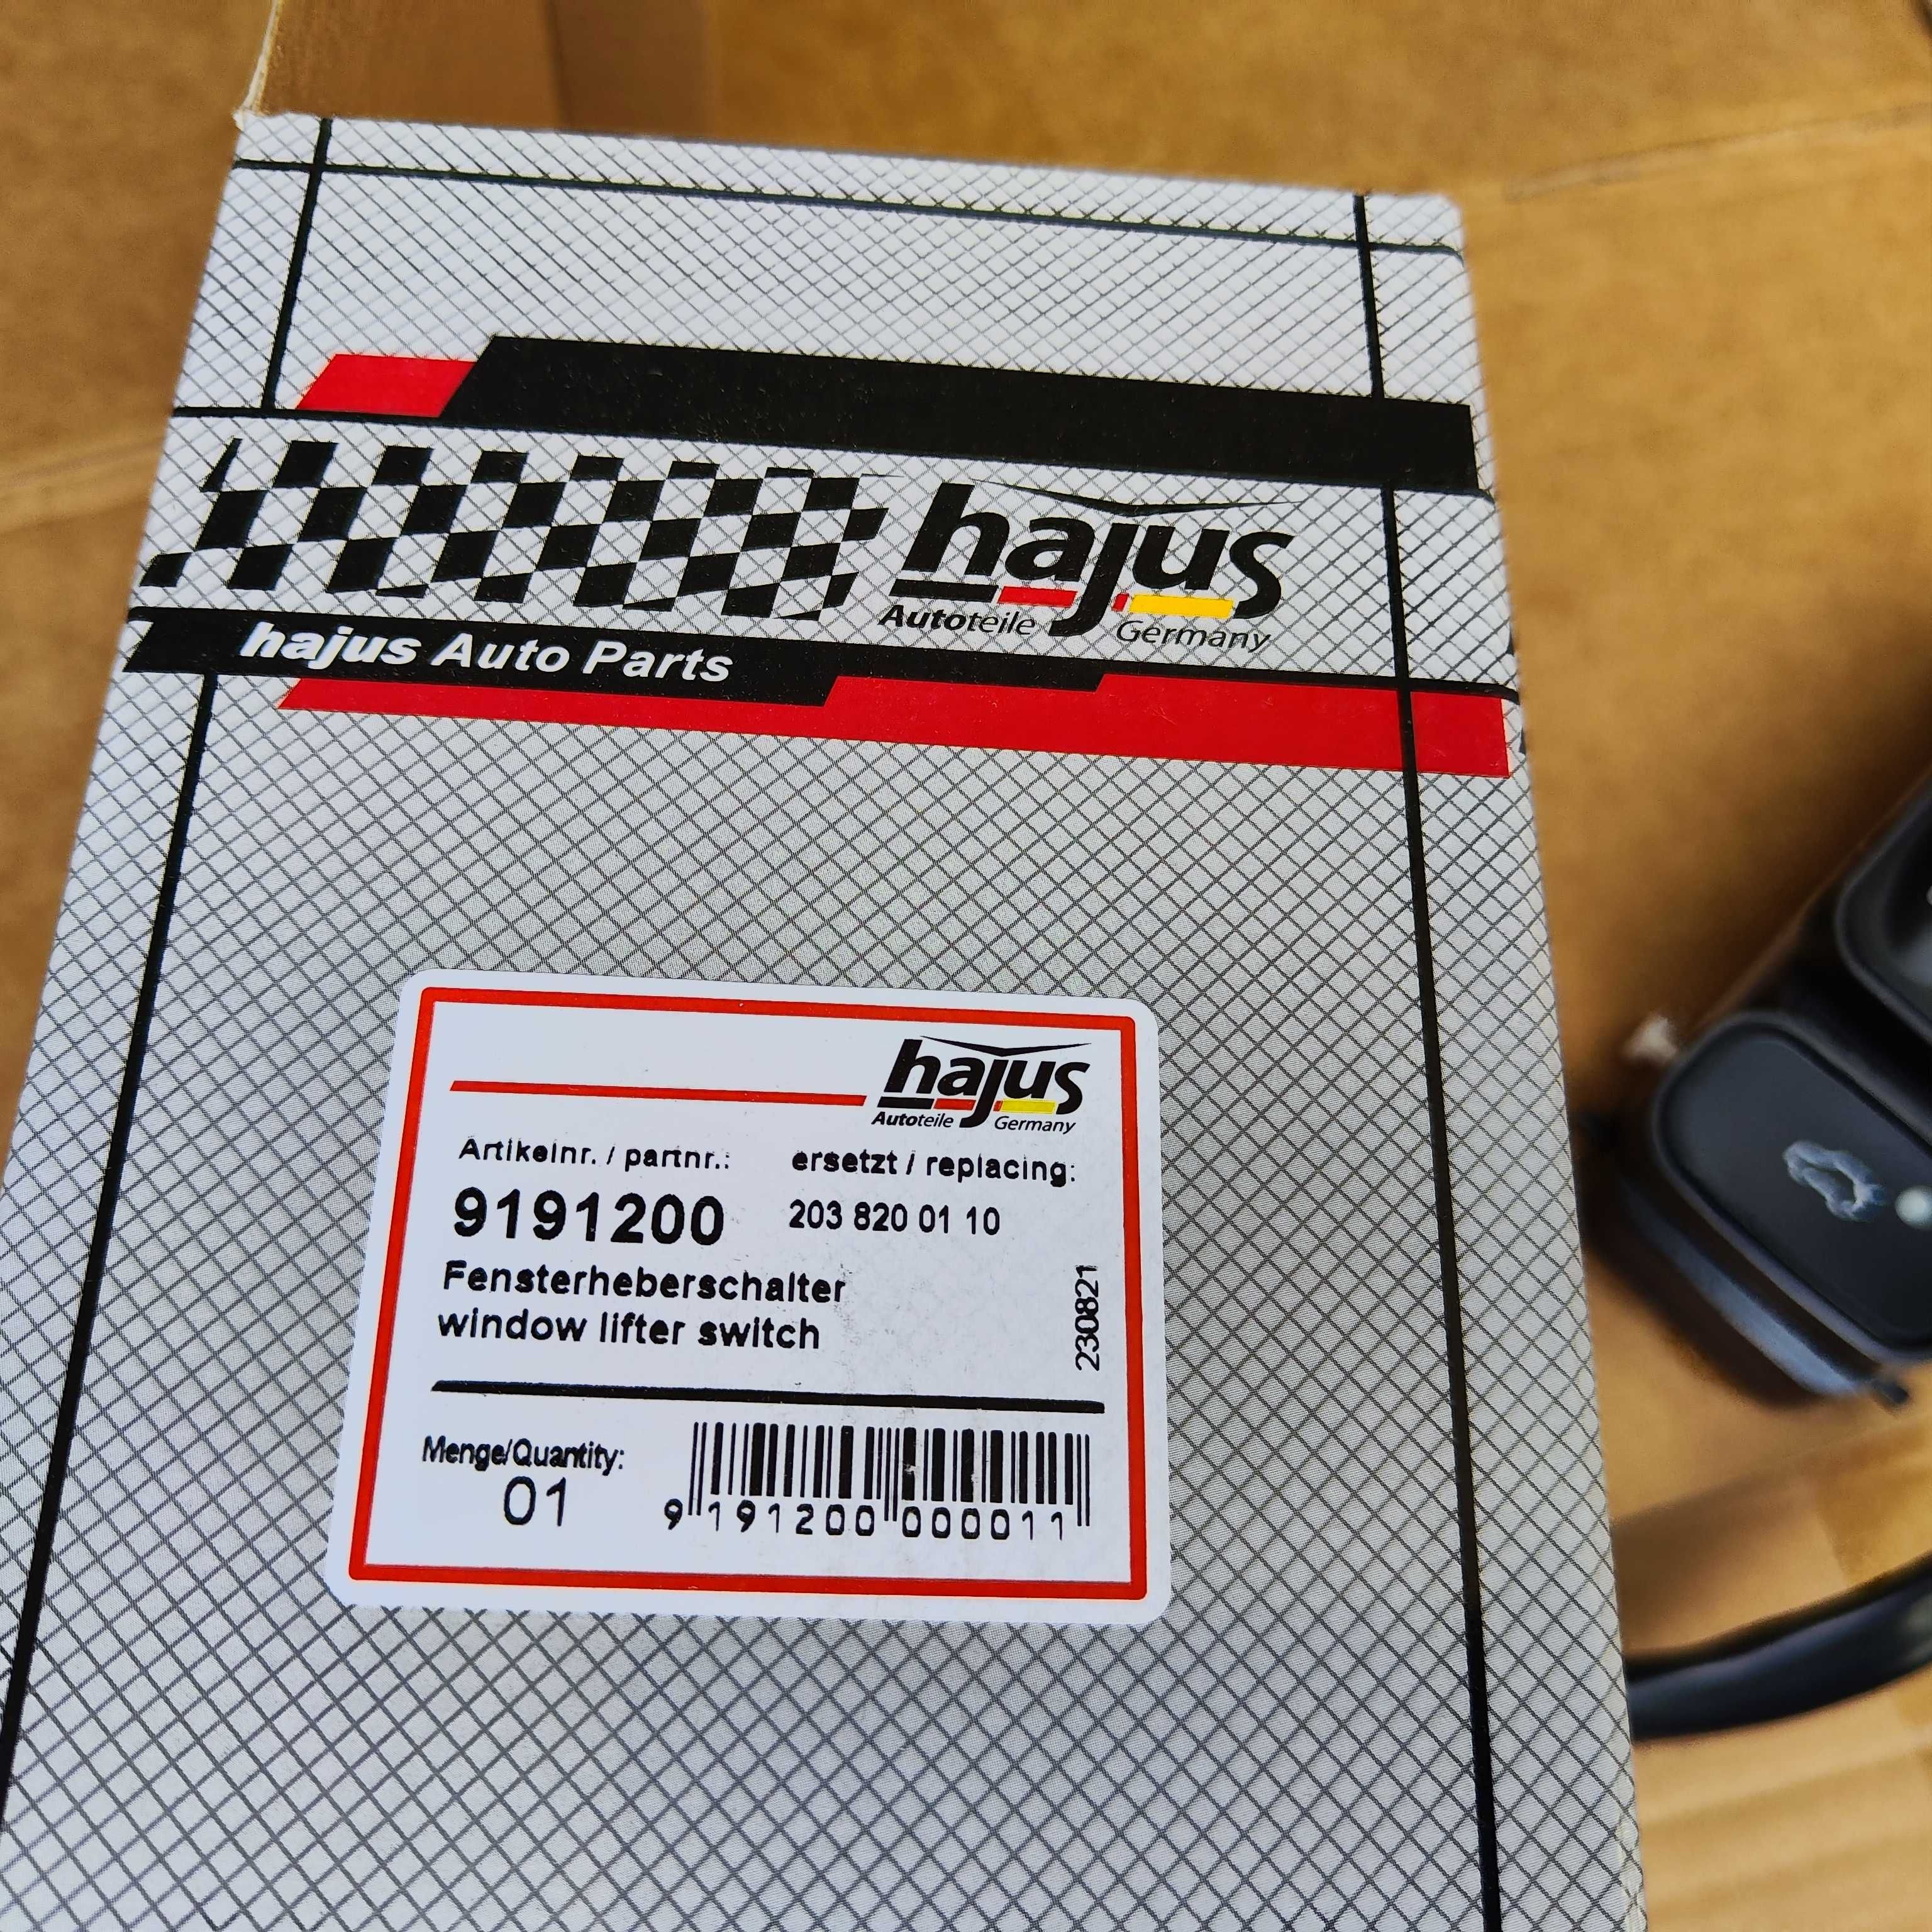 hajus
Autoteile Germany
hajus Auto Parts
hajus
Autoteile Germany
Artikelnr. / partnr.: ersetzt / replacing:
9191200 203 820 01 10
Fensterheberschalter
window lifter switch
230821
Menge/Quantity:
01
9 191200 000011